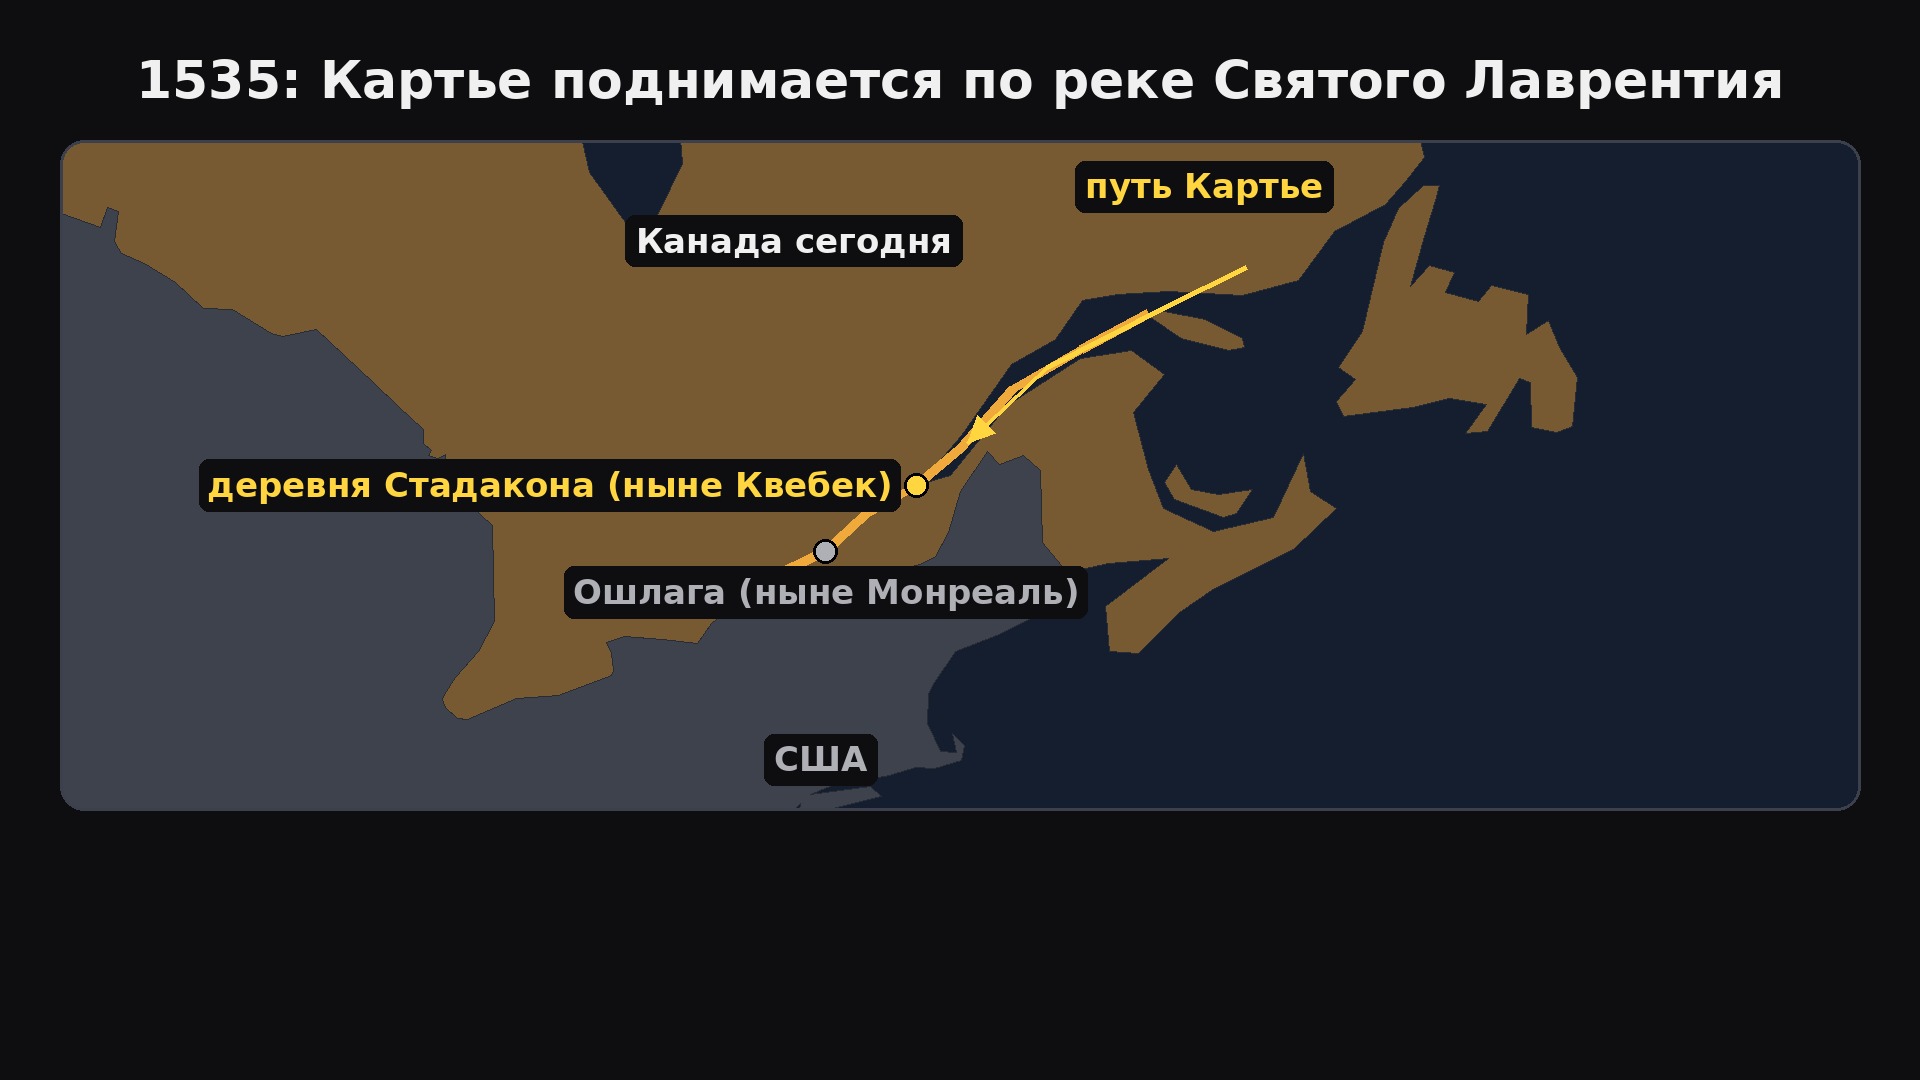 1535: Картье поднимается по реке Святого Лаврентия
путь Картье
Канада сегодня
деревня Стадакона (ныне Квебек)
Ошлага (ныне Монреаль)
США